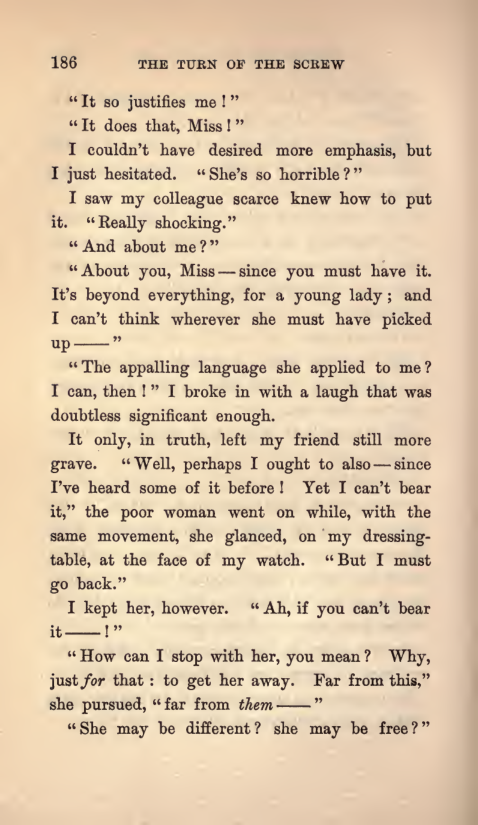 186 THE TURN OF THE SCREW
“It so justifies me!”
“It does that, Miss!”
I couldn’t have desired more emphasis, but
I just hesitated. “She’s so horrible?”
I saw my colleague scarce knew how to put
it. “Really shocking.”
“And about me?”
“About you, Miss—since you must have it.
It’s beyond everything, for a young lady; and
I can’t think wherever she must have picked
up——”
“The appalling language she applied to me?
I can, then!” I broke in with a laugh that was
doubtless significant enough.
It only, in truth, left my friend still more
grave. “Well, perhaps I ought to also—since
I’ve heard some of it before! Yet I can’t bear
it,” the poor woman went on while, with the
same movement, she glanced, on my dressing-
table, at the face of my watch. “But I must
go back.”
I kept her, however. “Ah, if you can’t bear
it——!”
“How can I stop with her, you mean? Why,
just for that: to get her away. Far from this,”
she pursued, “far from them——”
“She may be different? she may be free?”